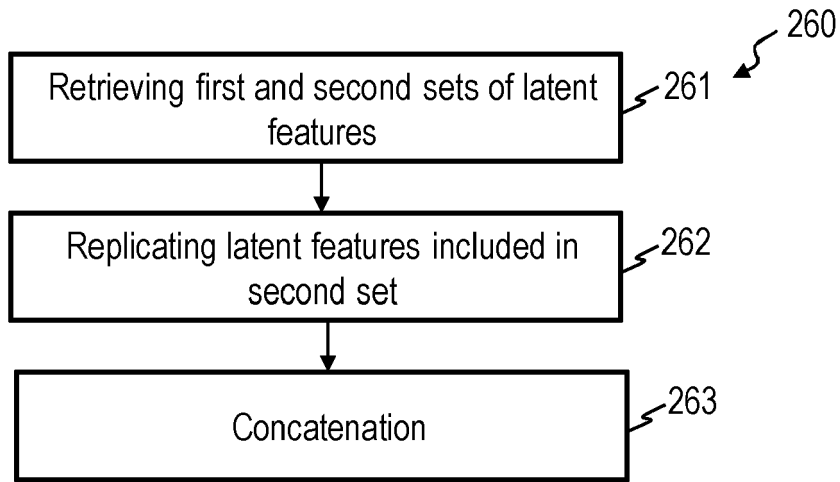 260
Retrieving first and second sets of latent
features
261
Replicating latent features included in
second set
262
Concatenation
263